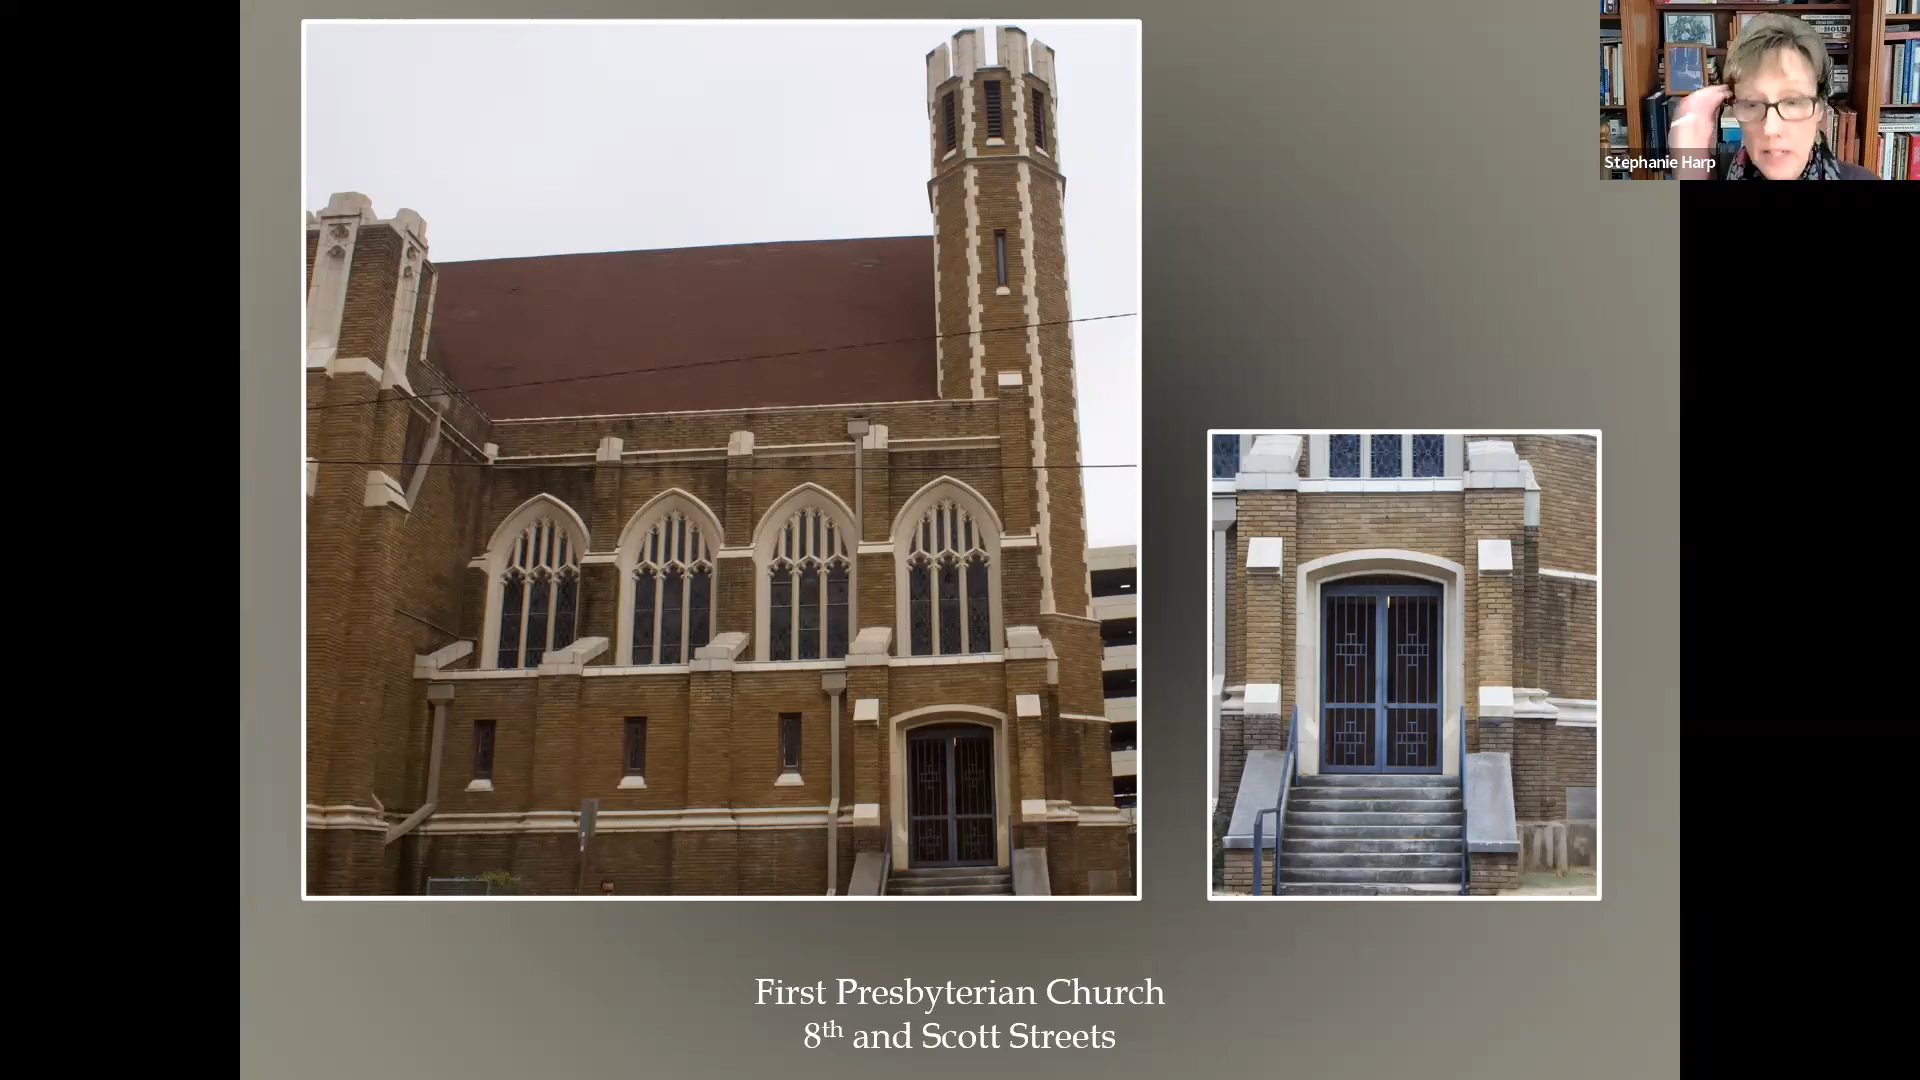 Stephanie Harp
First Presbyterian Church
8th and Scott Streets